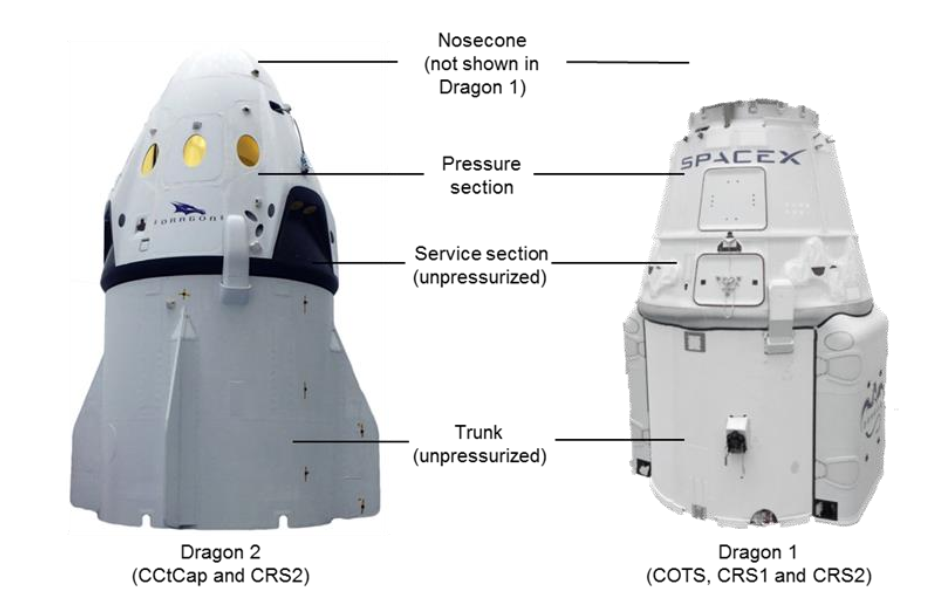 Nosecone
(not shown in
Dragon 1)
SPACEX
Pressure
section
DRAGON
Service section
(unpressurized)
Trunk
(unpressurized)
Dragon 2
(CCtCap and CRS2)
Dragon 1
(COTS, CRS1 and CRS2)